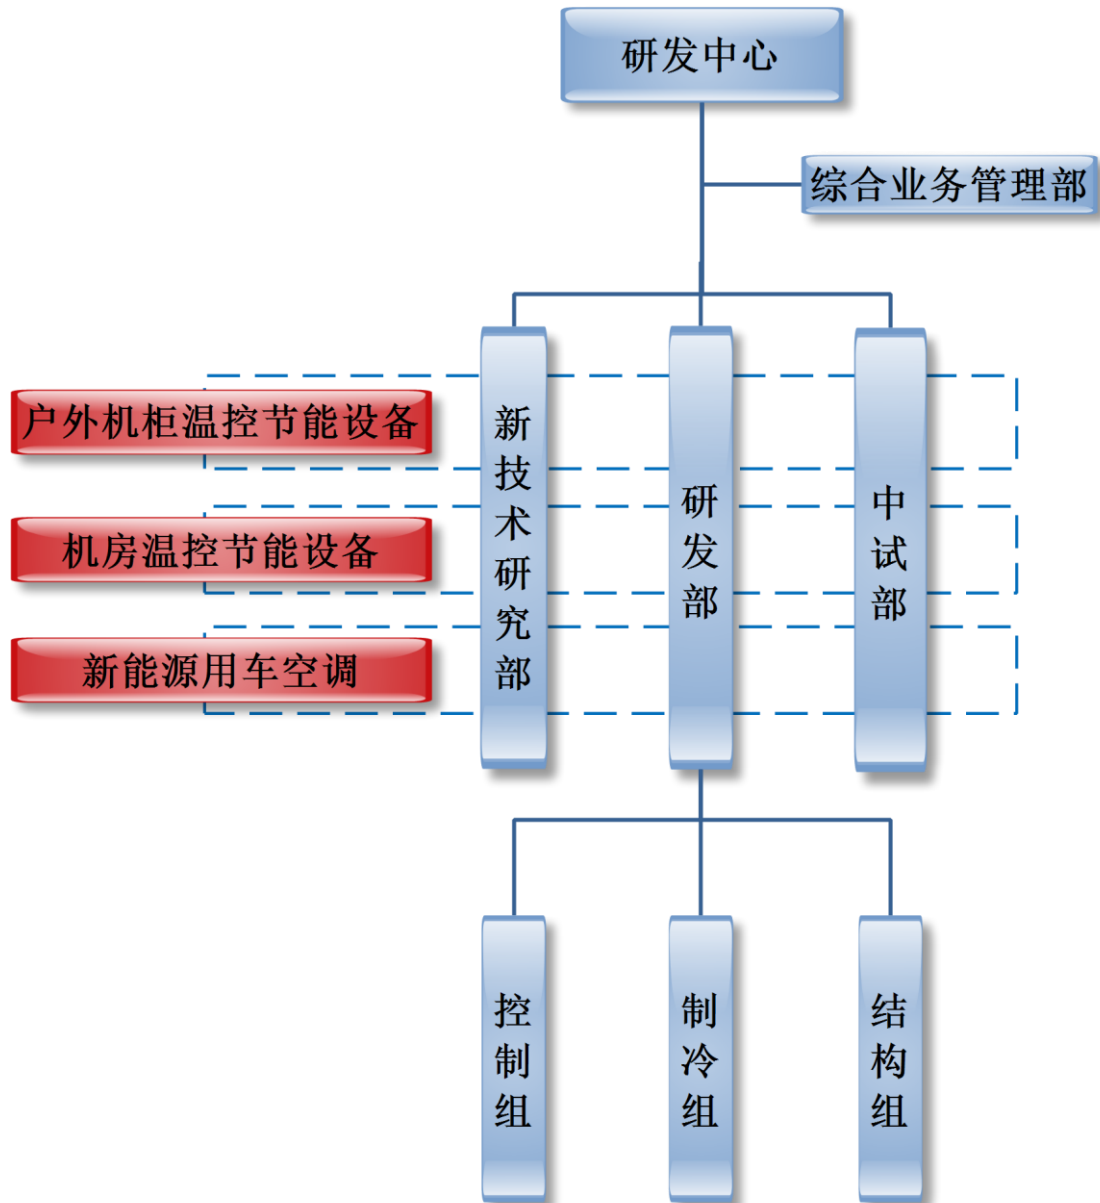 研发中心
综合业务管理部
户外机柜温控节能设备
机房温控节能设备
新能源用车空调
新技术研究部
研发部
中试部
控制组
制冷组
结构组